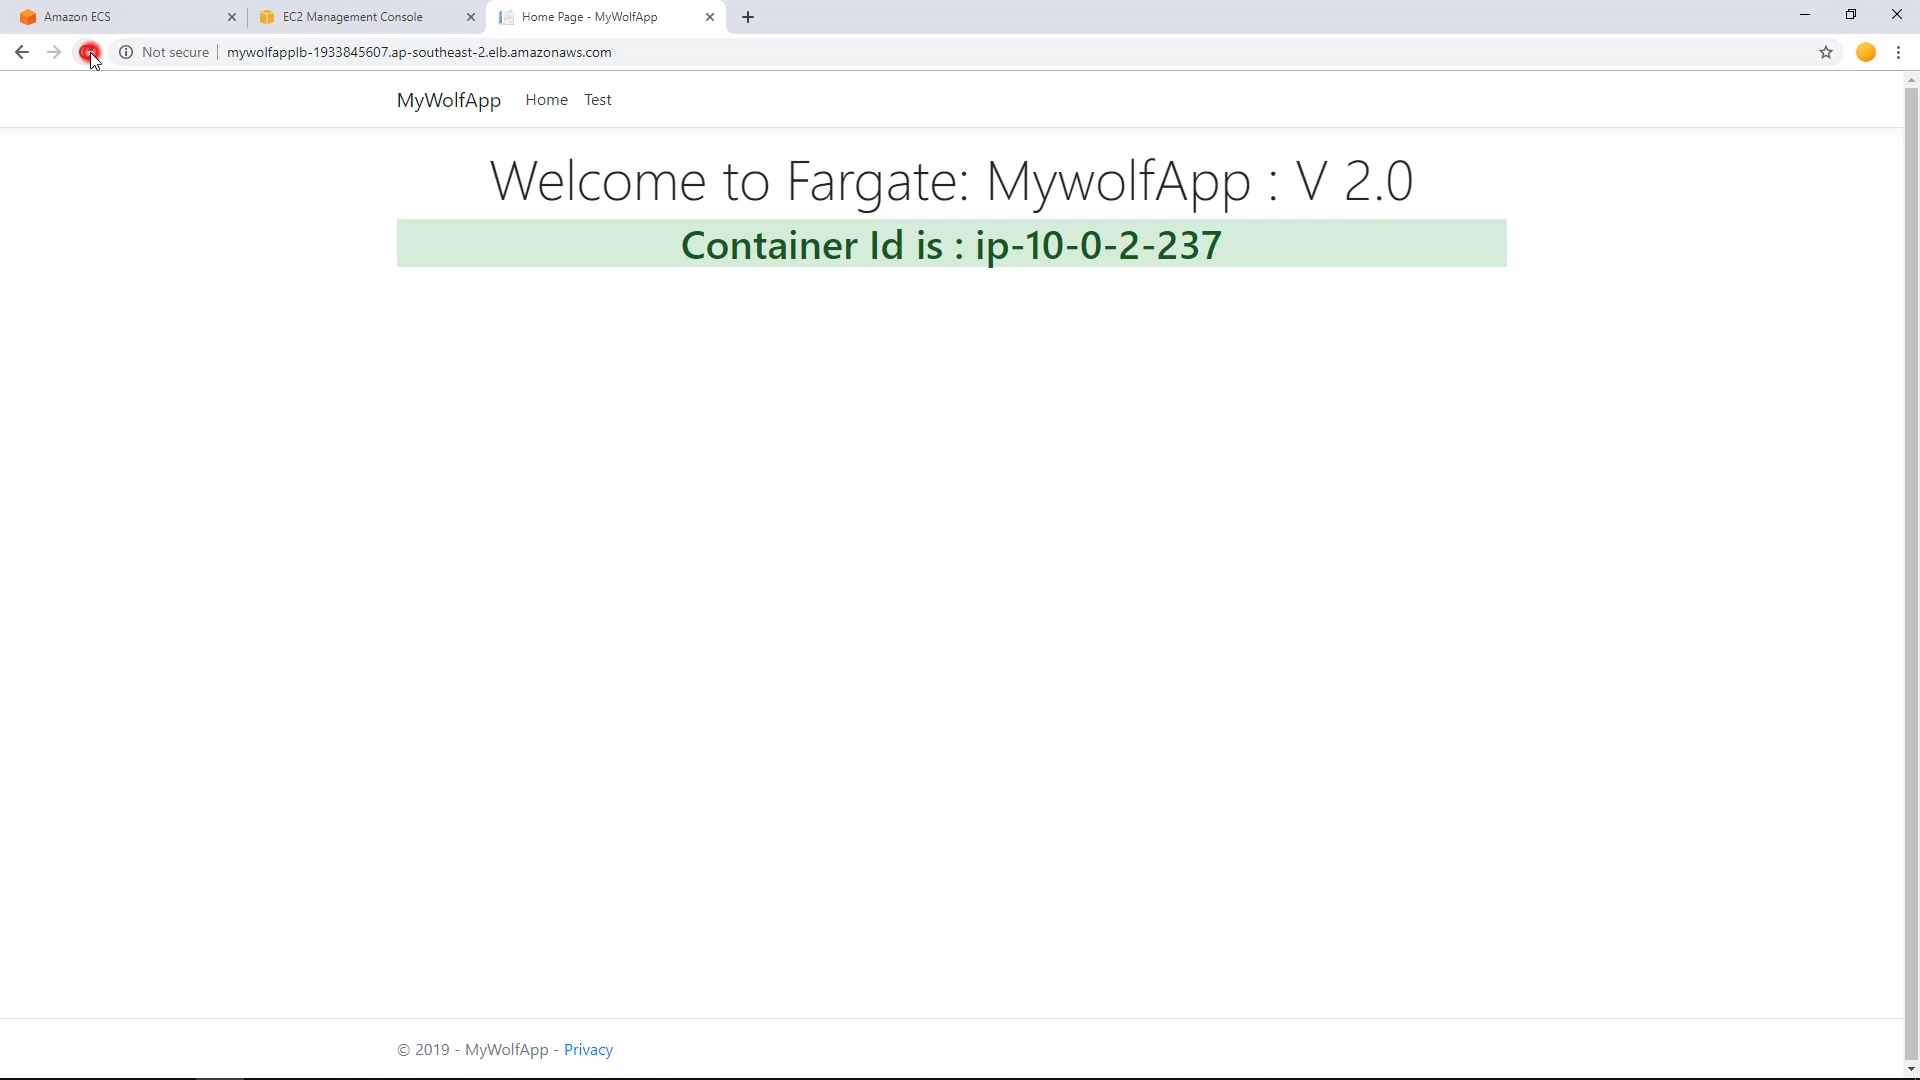 Amazon ECS
EC2 Management Console
Home Page - MyWolfApp
Not secure
mywolfapplb-1933845607.ap-southeast-2.elb.amazonaws.com
MyWolfApp
Home
Test
Welcome to Fargate: MywolfApp : V 2.0
Container Id is : ip-10-0-2-237
© 2019 - MyWolfApp - Privacy